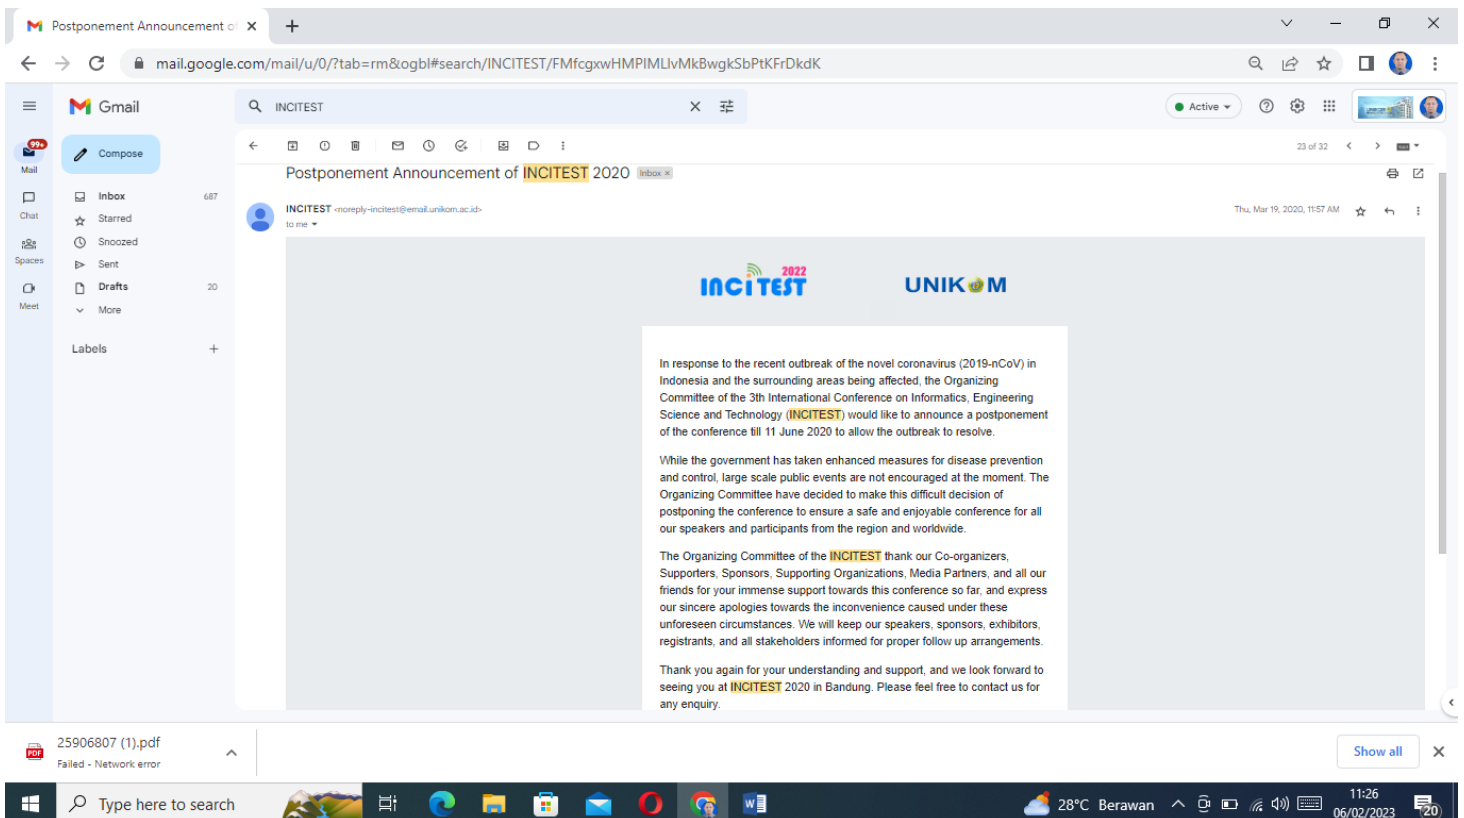 Postponement Announcement of
mail.google.com/mail/u/0/?tab=rm&ogbl#search/INCITEST/FMfcgxwHMPIMLlvMkBwgkSbPtKFrDkdK
Gmail
INCITEST
Active
99+
Mail
Compose
23 of 32
Postponement Announcement of INCITEST 2020 Inbox ×
Inbox 687
Chat
Starred
INCITEST <noreply-incitest@email.unikom.ac.id>
Thu, Mar 19, 2020, 11:57 AM
to me
Snoozed
Spaces
Sent
Drafts 20
Meet
More
Labels +
INCITEST 2022
UNIKOM
In response to the recent outbreak of the novel coronavirus (2019-nCoV) in
Indonesia and the surrounding areas being affected, the Organizing
Committee of the 3th International Conference on Informatics, Engineering
Science and Technology (INCITEST) would like to announce a postponement
of the conference till 11 June 2020 to allow the outbreak to resolve.
While the government has taken enhanced measures for disease prevention
and control, large scale public events are not encouraged at the moment. The
Organizing Committee have decided to make this difficult decision of
postponing the conference to ensure a safe and enjoyable conference for all
our speakers and participants from the region and worldwide.
The Organizing Committee of the INCITEST thank our Co-organizers,
Supporters, Sponsors, Supporting Organizations, Media Partners, and all our
friends for your immense support towards this conference so far, and express
our sincere apologies towards the inconvenience caused under these
unforeseen circumstances. We will keep our speakers, sponsors, exhibitors,
registrants, and all stakeholders informed for proper follow up arrangements.
Thank you again for your understanding and support, and we look forward to
seeing you at INCITEST 2020 in Bandung. Please feel free to contact us for
any enquiry.
PDF
25906807 (1).pdf
Failed - Network error
Show all
Type here to search
28°C Berawan
11:26
06/02/2023
20